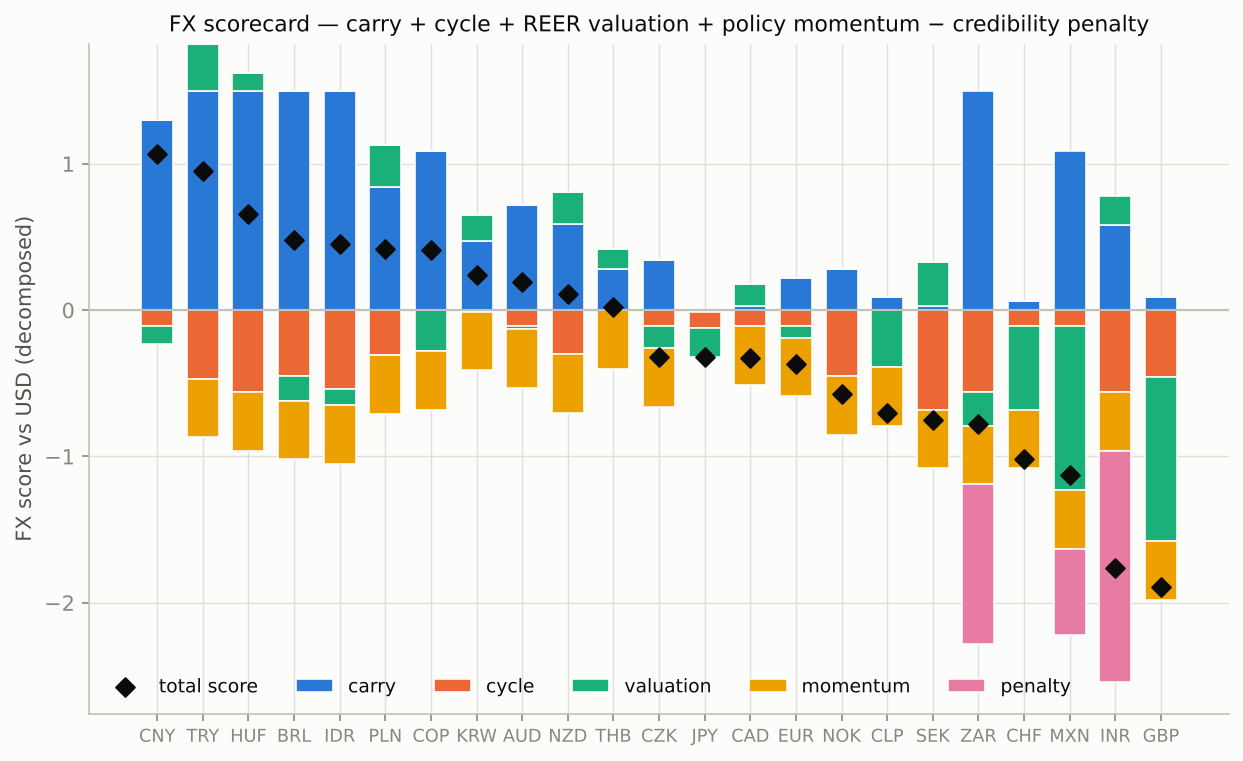 FX scorecard — carry + cycle + REER valuation + policy momentum − credibility penalty
FX score vs USD (decomposed)
1
0
−1
−2
total score carry cycle valuation momentum penalty
CNY TRY HUF BRL IDR PLN COP KRW AUD NZD THB CZK JPY CAD EUR NOK CLP SEK ZAR CHF MXN INR GBP